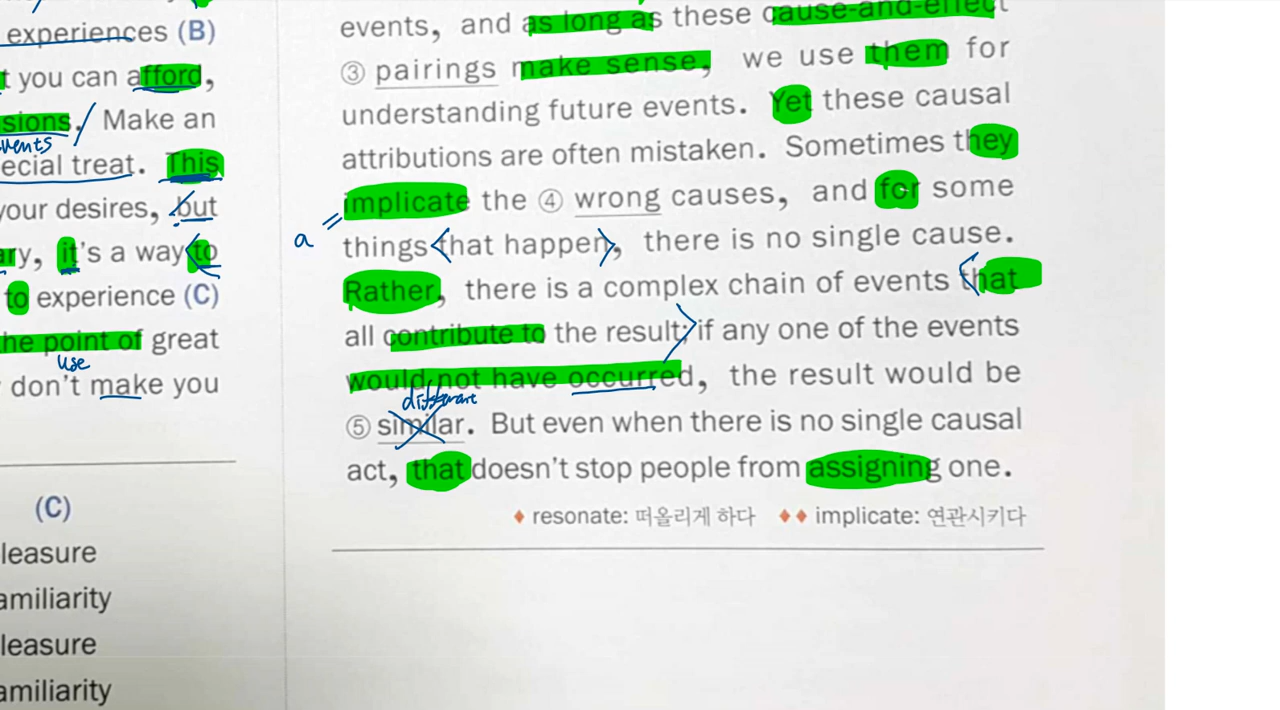 experiences (B)
t you can afford,
sions. Make an
vents
ecial treat. This
your desires, but
ary, it's a way to
to experience (C)
he point of great
use
don't make you
(C)
leasure
amiliarity
leasure
amiliarity
events, and as long as these cause-and-effect
③ pairings make sense, we use them for
understanding future events. Yet these causal
attributions are often mistaken. Sometimes they
implicate the ④ wrong causes, and for some
a =
things that happen, there is no single cause.
Rather, there is a complex chain of events that
all contribute to the result; if any one of the events
would not have occurred, the result would be
different
⑤ similar. But even when there is no single causal
act, that doesn't stop people from assigning one.
♦ resonate: 떠올리게 하다 ♦♦ implicate: 연관시키다